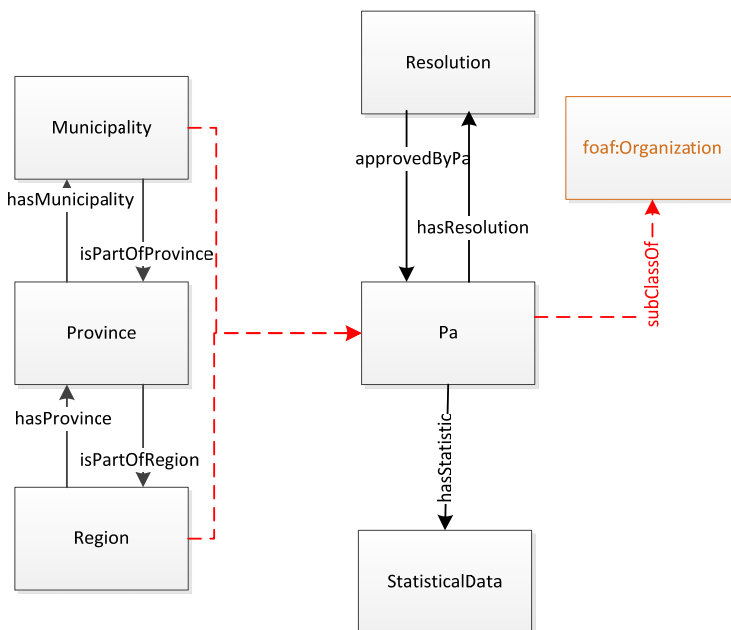 Resolution
Municipality
foaf:Organization
approvedByPa
hasMunicipality
hasResolution
isPartOfProvince
subClassOf
Province
Pa
hasProvince
hasStatistic
isPartOfRegion
Region
StatisticalData